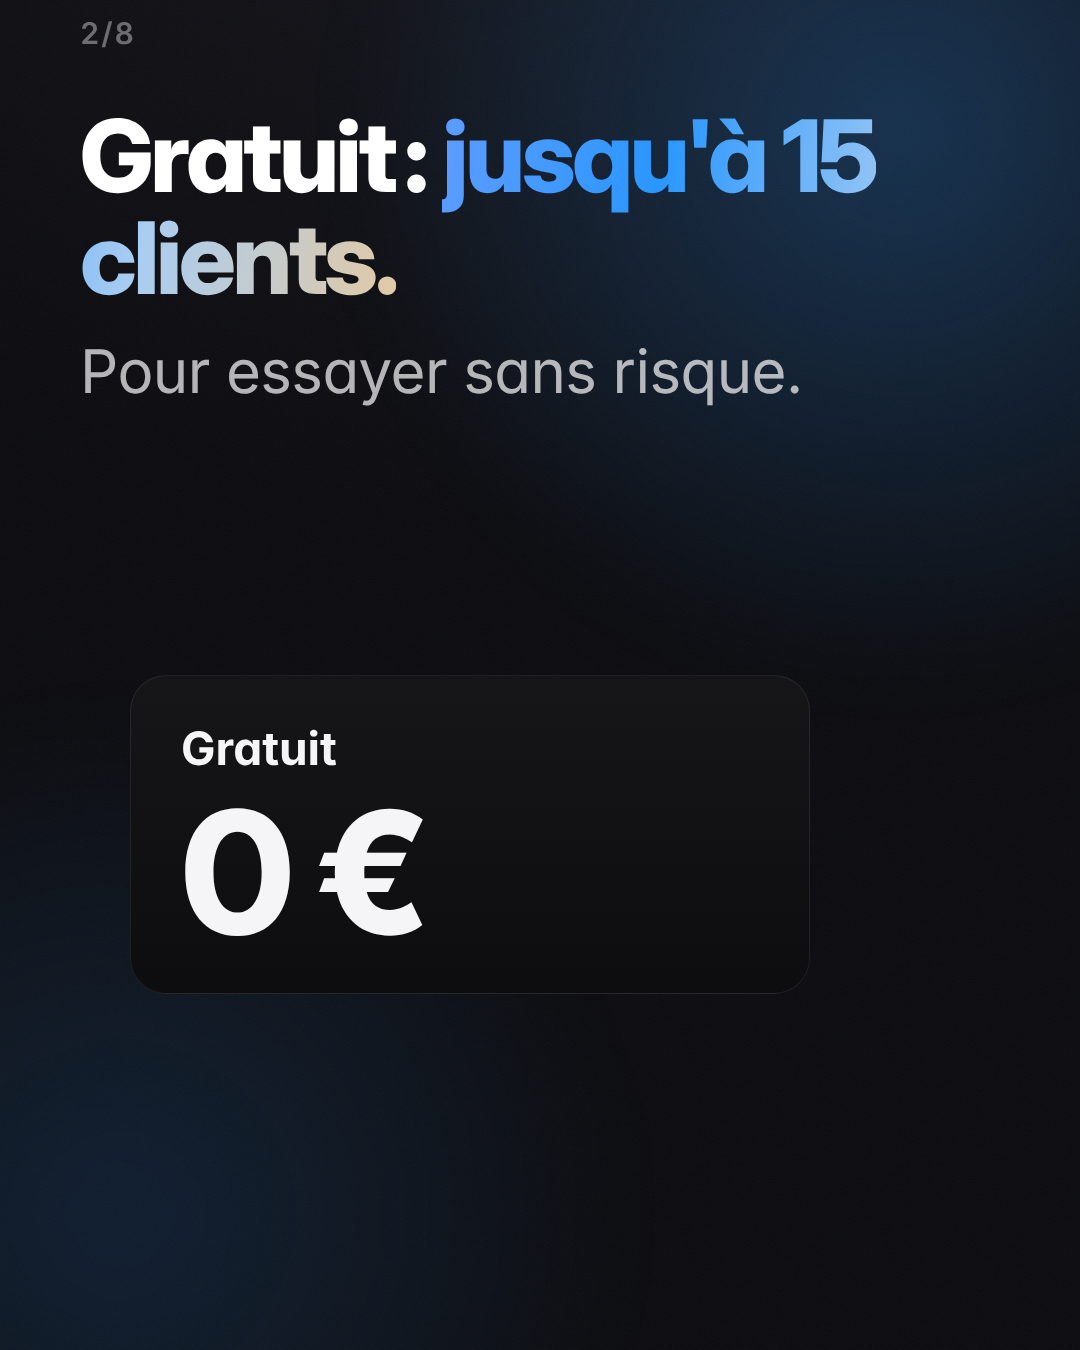 2/8
Gratuit : jusqu'à 15
clients.
Pour essayer sans risque.
Gratuit
0 €